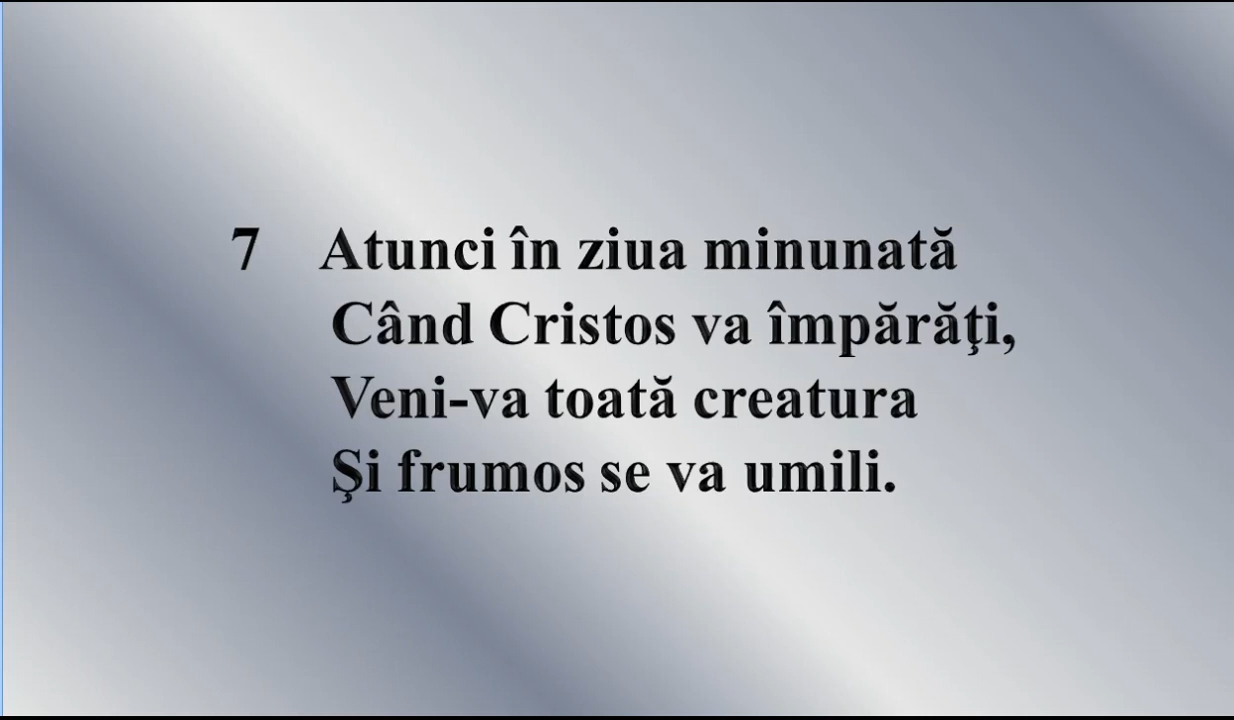 7 Atunci în ziua minunată
Când Cristos va împărăţi,
Veni-va toată creatura
Şi frumos se va umili.